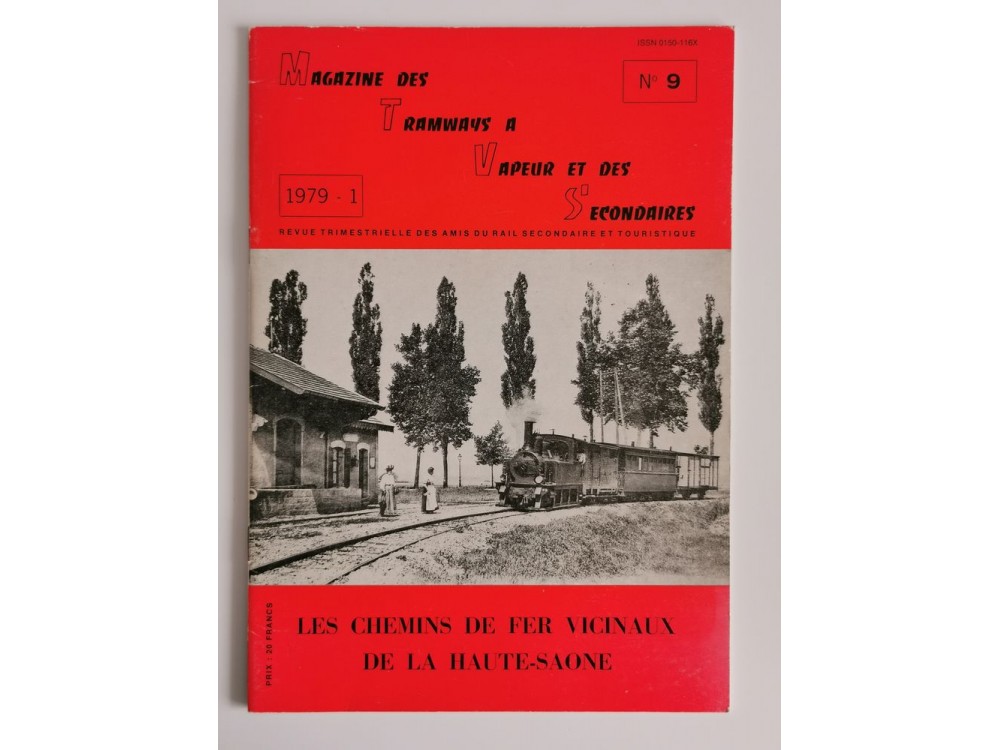 ISSN 0150-116X
MAGAZINE DES
N° 9
TRAMWAYS A
VAPEUR ET DES
1979 - 1
SECONDAIRES
REVUE TRIMESTRIELLE DES AMIS DU RAIL SECONDAIRE ET TOURISTIQUE
LES CHEMINS DE FER VICINAUX
DE LA HAUTE-SAONE
PRIX : 20 FRANCS